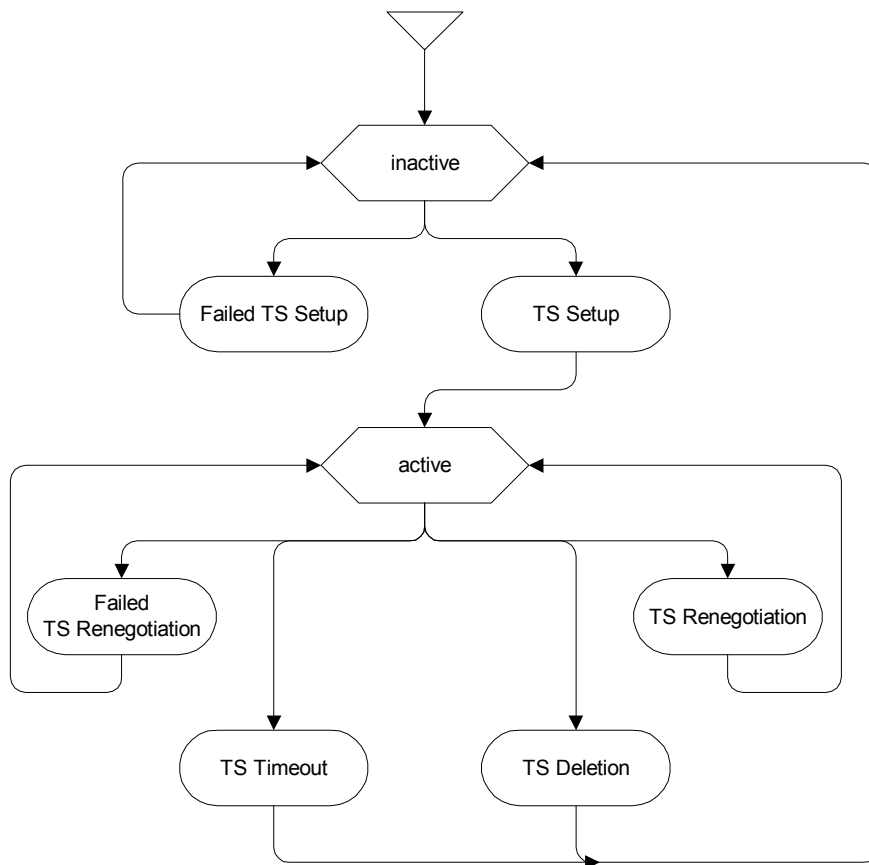 inactive
Failed TS Setup
TS Setup
active
Failed
TS Renegotiation
TS Renegotiation
TS Timeout
TS Deletion